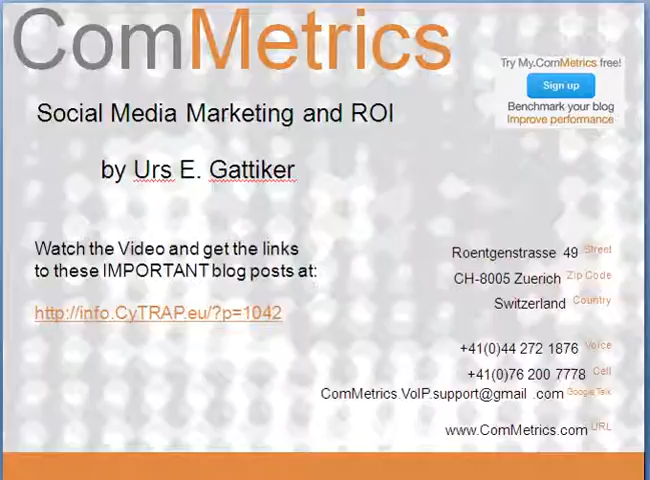 ComMetrics
Try My.ComMetrics free!
Sign up
Benchmark your blog
Improve performance
Social Media Marketing and ROI
by Urs E. Gattiker
Watch the Video and get the links
to these IMPORTANT blog posts at:
http://info.CyTRAP.eu/?p=1042
Roentgenstrasse 49 Street
CH-8005 Zuerich Zip Code
Switzerland Country
+41(0)44 272 1876 Voice
+41(0)76 200 7778 Cell
ComMetrics.VoIP.support@gmail .com Google Talk
www.ComMetrics.com URL